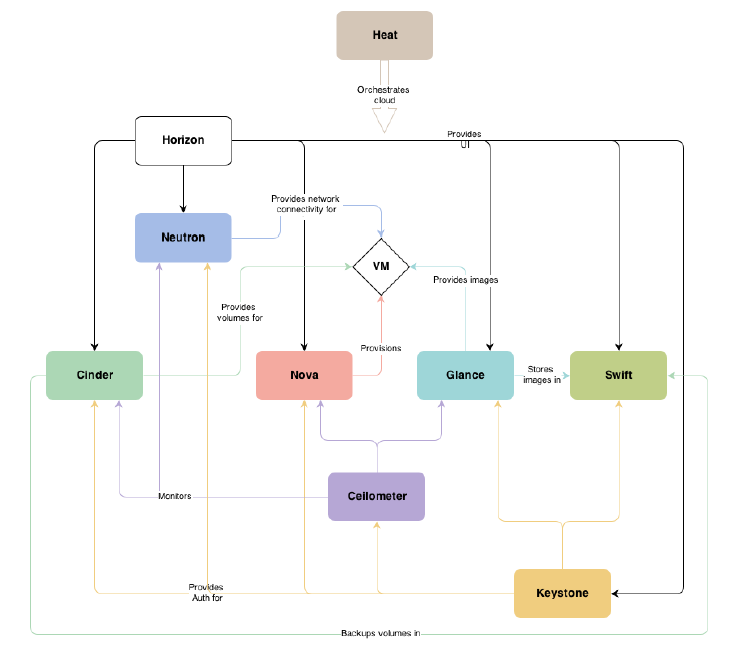 Heat
Orchestrates
cloud
Horizon
Provides
UI
Provides network
connectivity for
Neutron
VM
Provides images
Provides
volumes for
Provisions
Cinder
Nova
Glance
Stores
images in
Swift
Monitors
Ceilometer
Provides
Auth for
Keystone
Backups volumes in